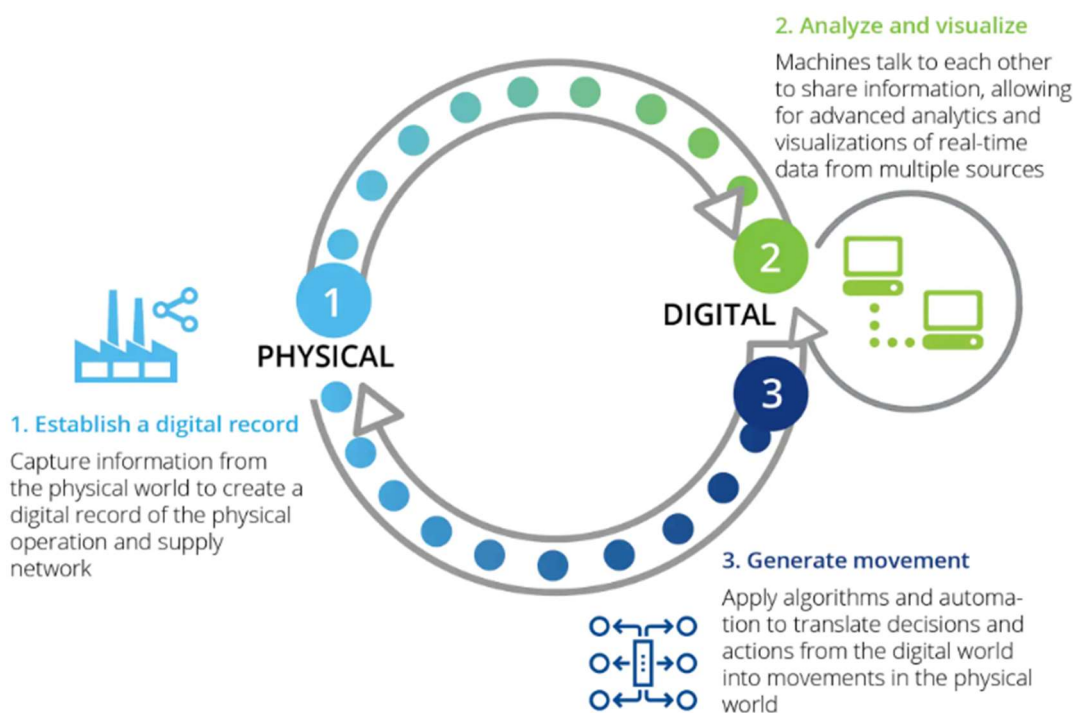 2. Analyze and visualize
Machines talk to each other
to share information, allowing
for advanced analytics and
visualizations of real-time
data from multiple sources
1
PHYSICAL
2
DIGITAL
3
1. Establish a digital record
Capture information from
the physical world to create a
digital record of the physical
operation and supply
network
3. Generate movement
Apply algorithms and automa-
tion to translate decisions and
actions from the digital world
into movements in the physical
world